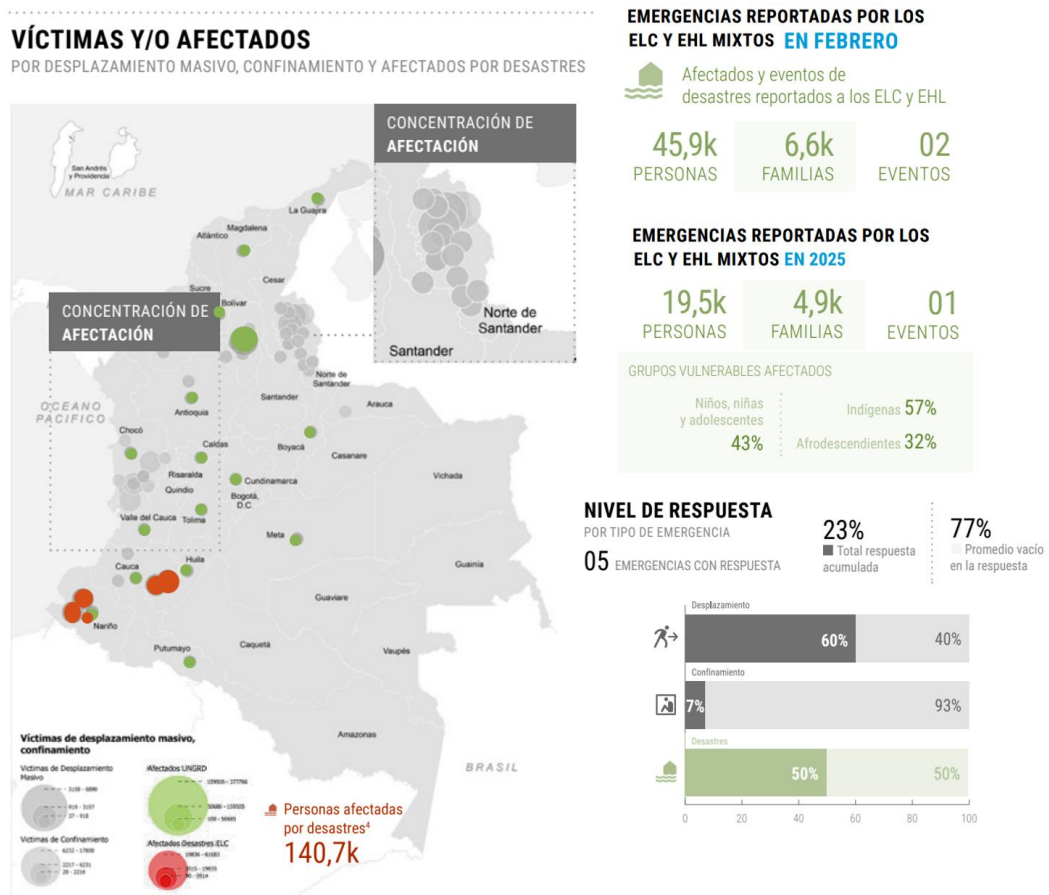 VÍCTIMAS Y/O AFECTADOS
POR DESPLAZAMIENTO MASIVO, CONFINAMIENTO Y AFECTADOS POR DESASTRES
CONCENTRACIÓN DE
AFECTACIÓN
San Andrés
y Providencia
MAR CARIBE
La Guajira
Magdalena
Atlántico
Cesar
Sucre
Bolívar
Norte de
Santander
Santander
CONCENTRACIÓN DE
AFECTACIÓN
Norte de
Santander
Santander
Arauca
OCEANO
PACIFICO
Antioquia
Chocó
Caldas
Boyacá
Casanare
Risaralda
Cundinamarca
Vichada
Quindio
Bogotá,
D.C.
Valle del Cauca
Tolima
Meta
Huila
Cauca
Guainía
Guaviare
Nariño
Putumayo
Caquetá
Vaupés
Amazonas
BRASIL
Víctimas de desplazamiento masivo,
confinamiento
Victimas de Desplazamiento
Masivo
Afectados UNGRD
Victimas de Confinamiento
Afectados Desastres ELC
Personas afectadas
por desastres4
140,7k
EMERGENCIAS REPORTADAS POR LOS
ELC Y EHL MIXTOS EN FEBRERO
Afectados y eventos de
desastres reportados a los ELC y EHL
45,9k 6,6k 02
PERSONAS FAMILIAS EVENTOS
EMERGENCIAS REPORTADAS POR LOS
ELC Y EHL MIXTOS EN 2025
19,5k 4,9k 01
PERSONAS FAMILIAS EVENTOS
GRUPOS VULNERABLES AFECTADOS
Niños, niñas
y adolescentes
43%
Indígenas 57%
Afrodescendientes 32%
NIVEL DE RESPUESTA
POR TIPO DE EMERGENCIA
05 EMERGENCIAS CON RESPUESTA
23%
Total respuesta
acumulada
77%
Promedio vacío
en la respuesta
Desplazamiento
60% 40%
Confinamiento
7% 93%
Desastres
50% 50%
0 20 40 60 80 100